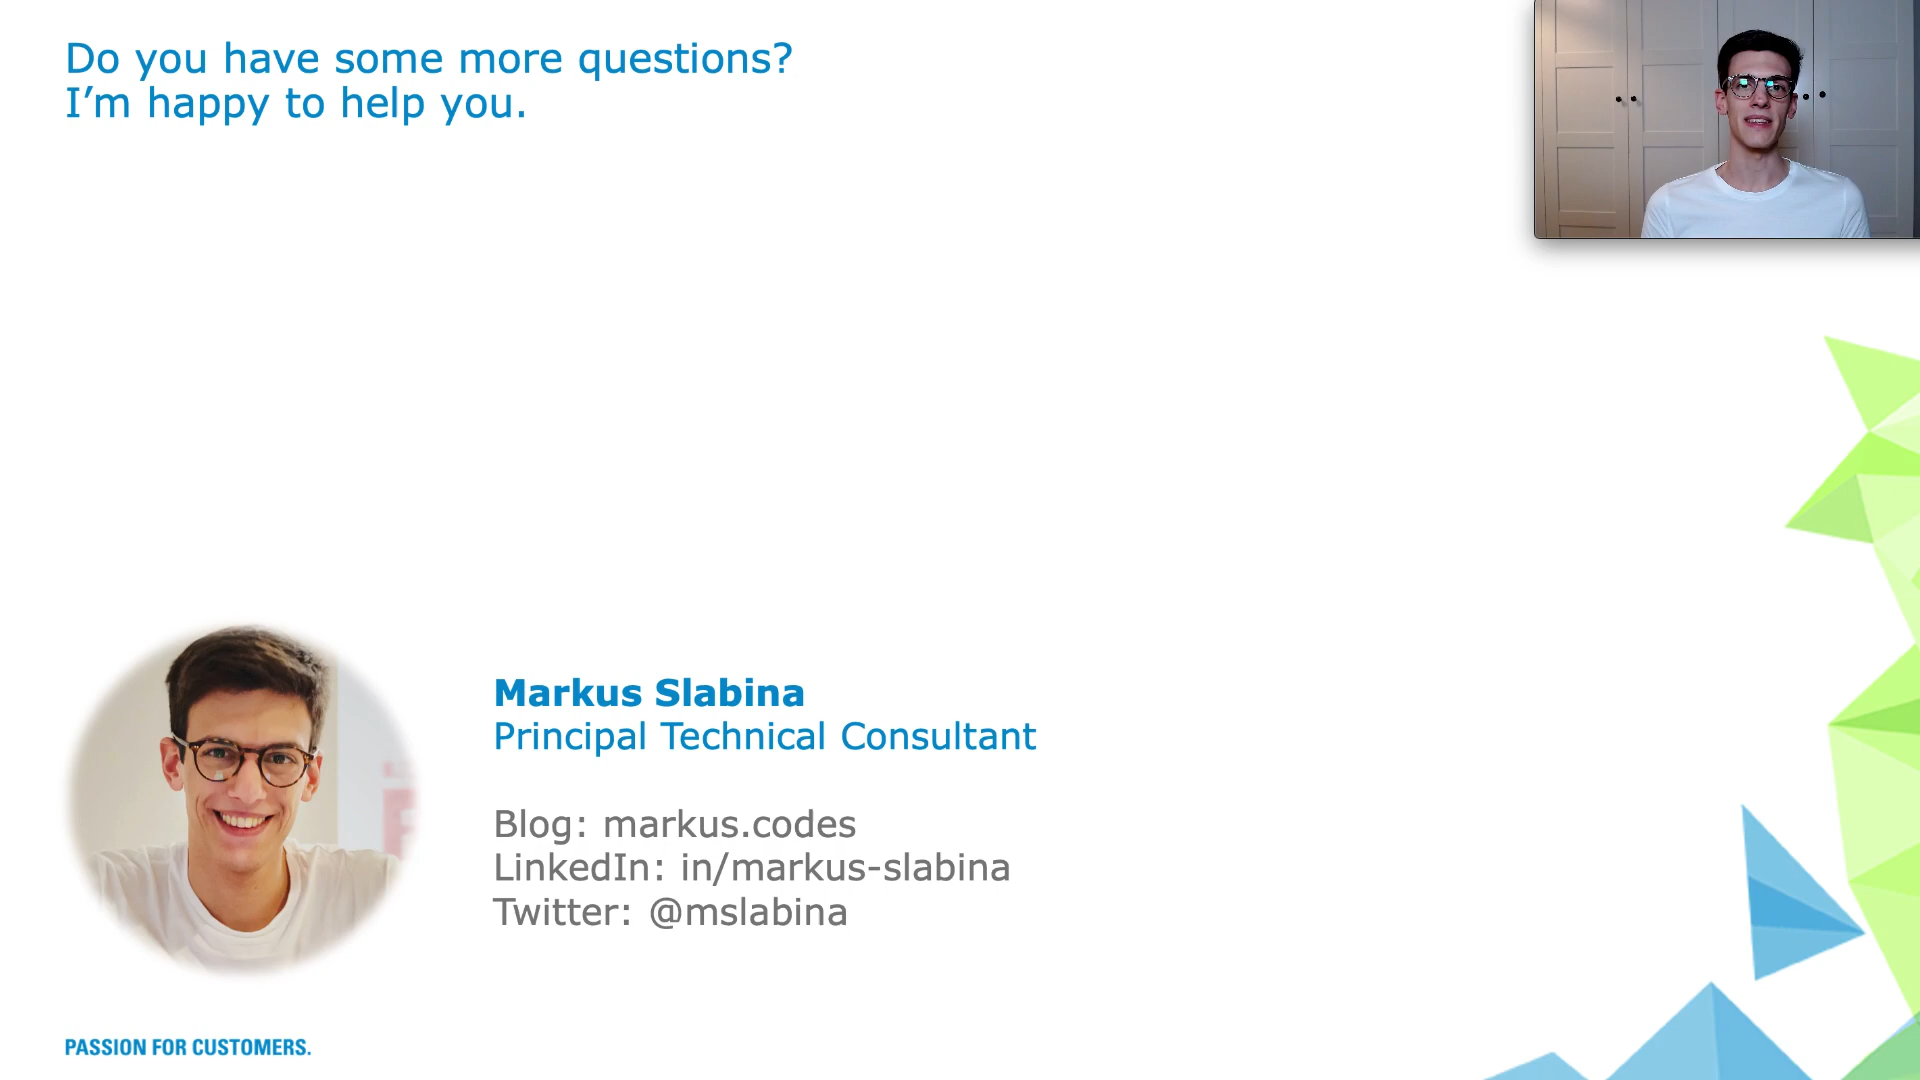 Do you have some more questions?
I’m happy to help you.
Markus Slabina
Principal Technical Consultant
Blog: markus.codes
LinkedIn: in/markus-slabina
Twitter: @mslabina
PASSION FOR CUSTOMERS.